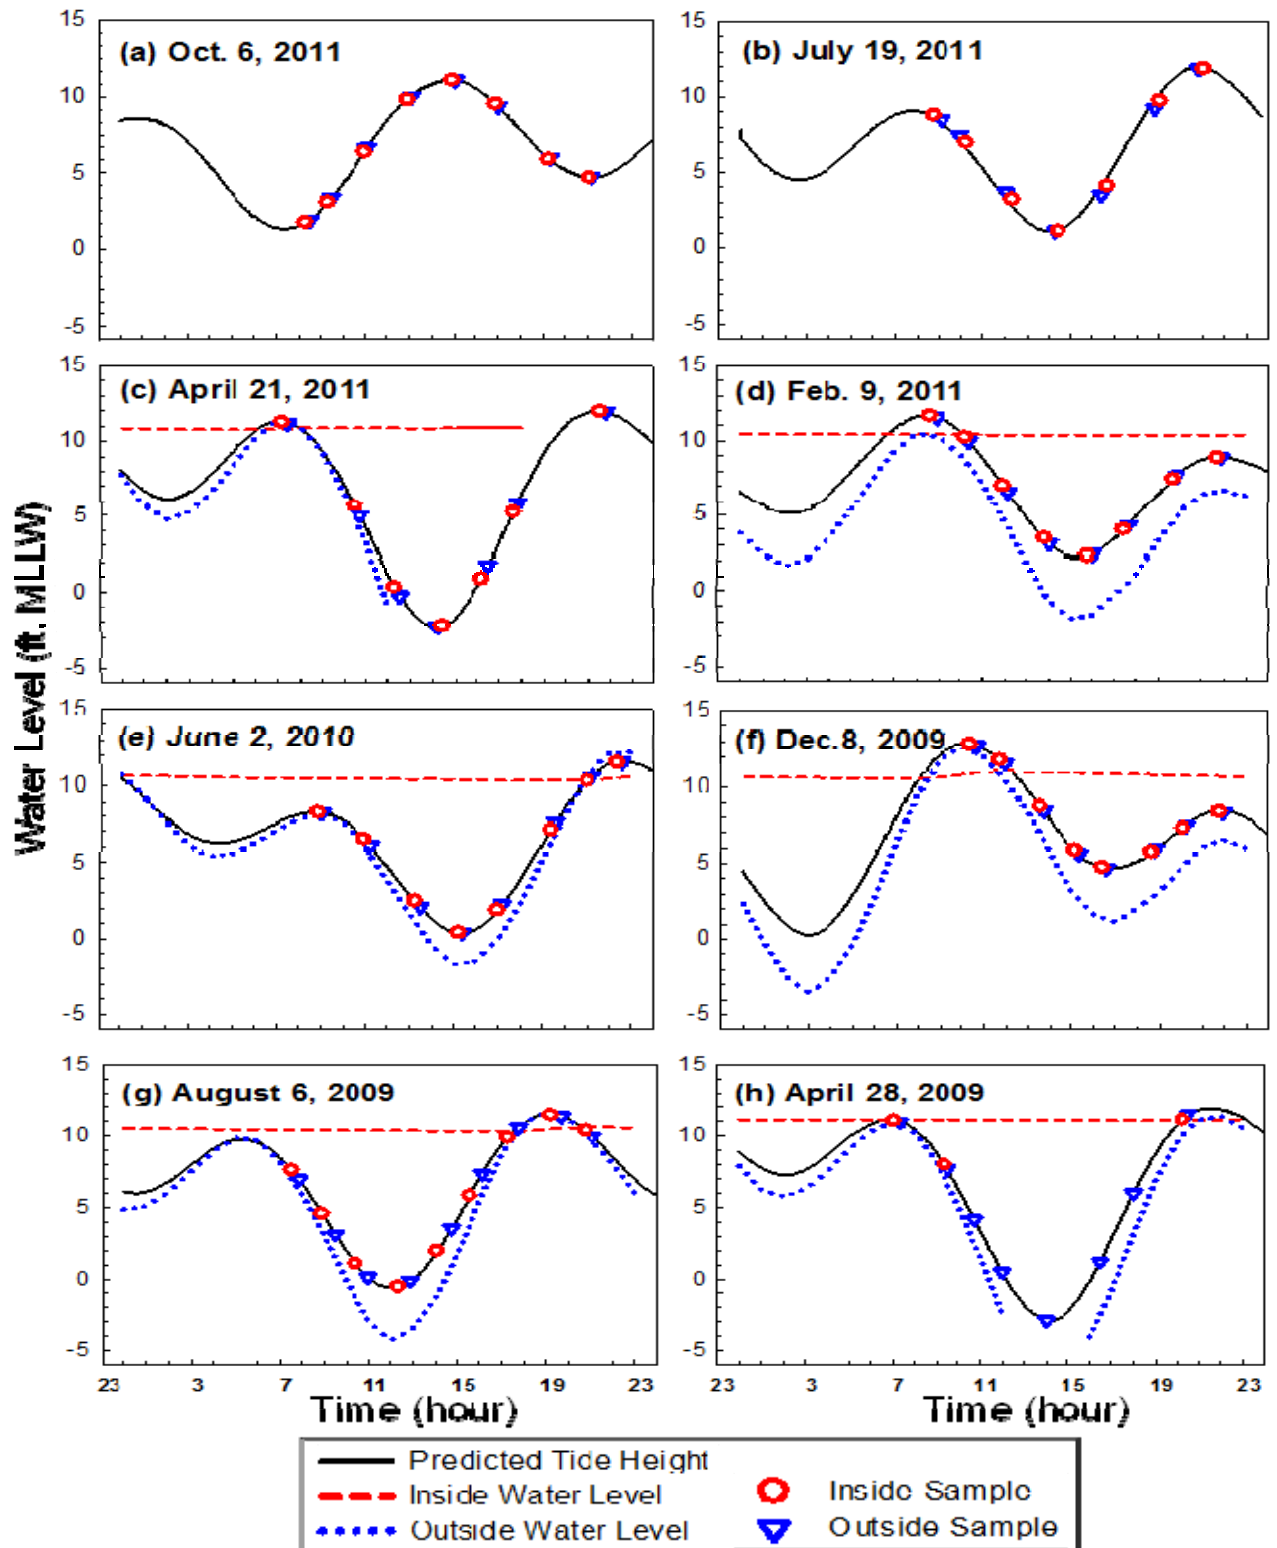 15
10
5
0
-5
(a) Oct. 6, 2011
15
10
5
0
-5
(b) July 19, 2011
15
10
5
0
-5
(c) April 21, 2011
15
10
5
0
-5
(d) Feb. 9, 2011
Water Level (ft. MLLW)
15
10
5
0
-5
(e) June 2, 2010
15
10
5
0
-5
(f) Dec.8, 2009
15
10
5
0
-5
(g) August 6, 2009
23 3 7 11 15 19 23
Time (hour)
15
10
5
0
-5
(h) April 28, 2009
23 3 7 11 15 19 23
Time (hour)
Predicted Tide Height
Inside Water Level
Outside Water Level
Inside Sample
Outside Sample